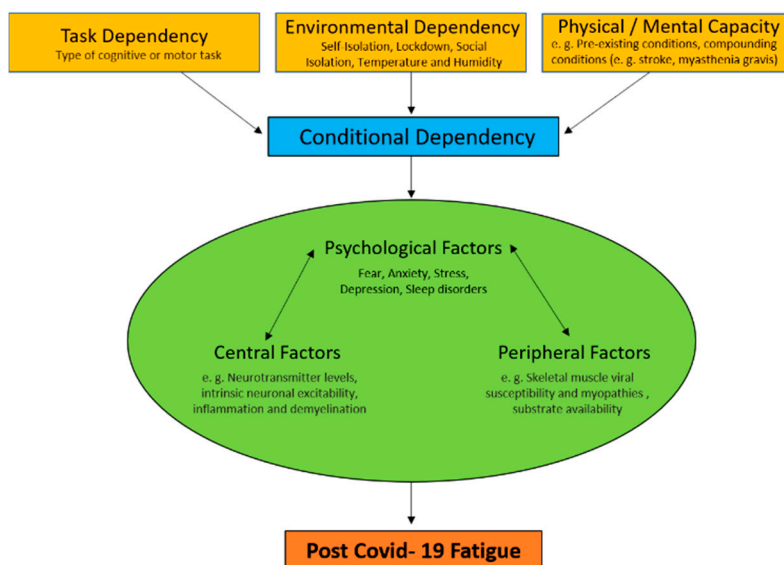 Task Dependency
Type of cognitive or motor task
Environmental Dependency
Self-Isolation, Lockdown, Social
Isolation, Temperature and Humidity
Physical / Mental Capacity
e. g. Pre-existing conditions, compounding
conditions (e. g. stroke, myasthenia gravis)
Conditional Dependency
Psychological Factors
Fear, Anxiety, Stress,
Depression, Sleep disorders
Central Factors
e. g. Neurotransmitter levels,
intrinsic neuronal excitability,
inflammation and demyelination
Peripheral Factors
e. g. Skeletal muscle viral
susceptibility and myopathies ,
substrate availability
Post Covid- 19 Fatigue